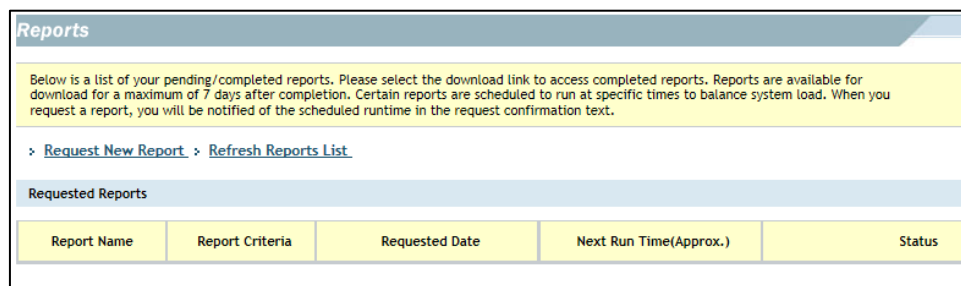 Reports
Below is a list of your pending/completed reports. Please select the download link to access completed reports. Reports are available for
download for a maximum of 7 days after completion. Certain reports are scheduled to run at specific times to balance system load. When you
request a report, you will be notified of the scheduled runtime in the request confirmation text.
Request New Report Refresh Reports List
Requested Reports
Report Name Report Criteria Requested Date Next Run Time(Approx.) Status